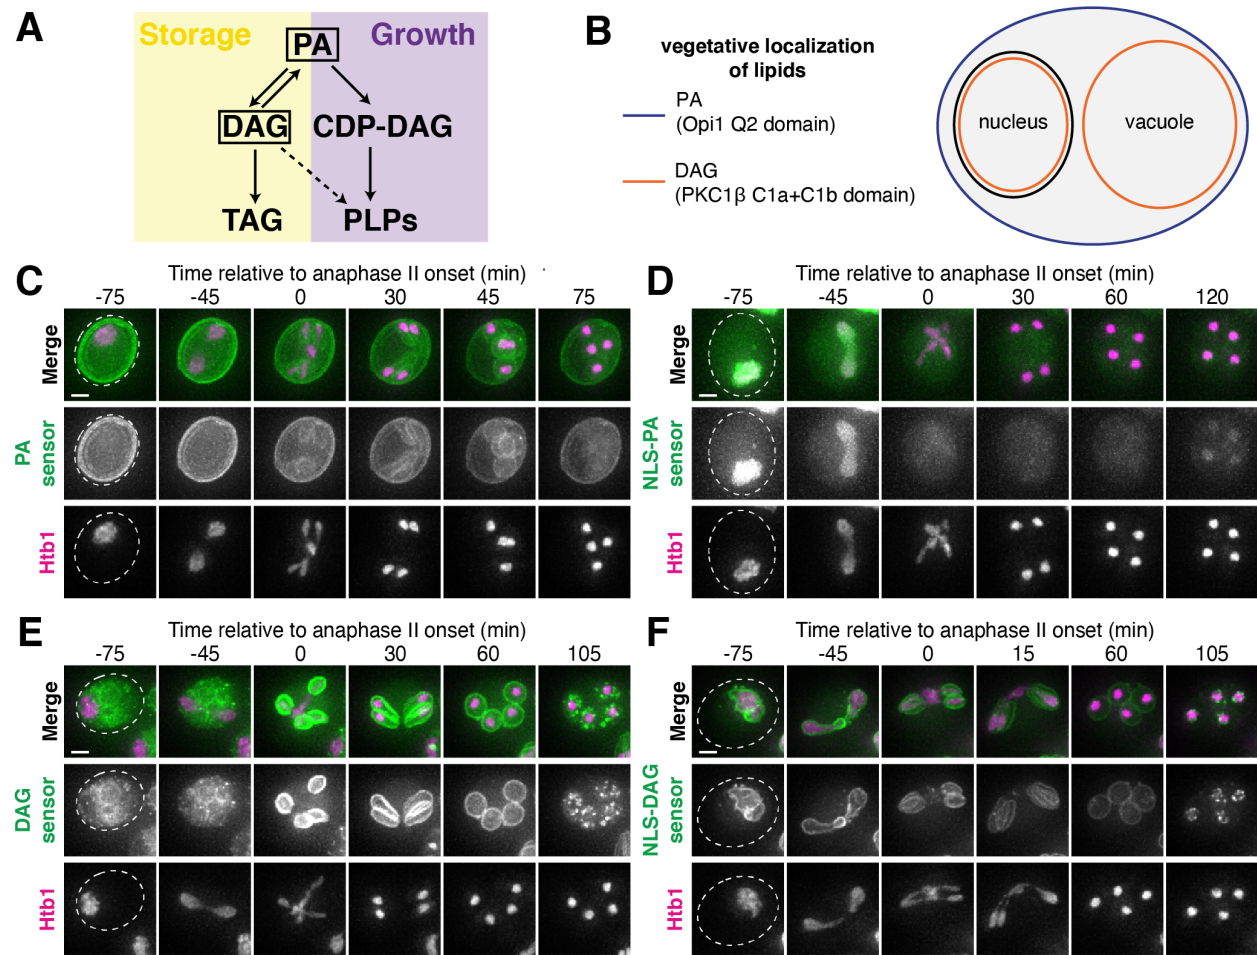 A
Storage
PA
Growth
DAG
CDP-DAG
TAG
PLPs
B
vegetative localization
of lipids
PA
(Opi1 Q2 domain)
DAG
(PKC1β C1a+C1b domain)
nucleus
vacuole
C
Time relative to anaphase II onset (min)
-75 -45 0 30 45 75
Merge
PA
sensor
Htb1
D
Time relative to anaphase II onset (min)
-75 -45 0 30 60 120
Merge
NLS-PA
sensor
Htb1
E
Time relative to anaphase II onset (min)
-75 -45 0 30 60 105
Merge
DAG
sensor
Htb1
F
Time relative to anaphase II onset (min)
-75 -45 0 15 60 105
Merge
NLS-DAG
sensor
Htb1